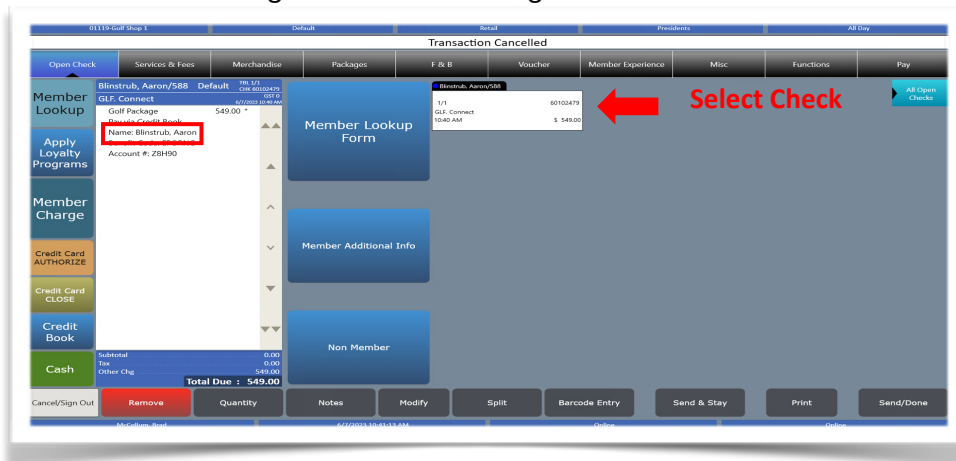 01119-Golf Shop 1 Default Retail Presidents All Day
Transaction Cancelled
Open Check Services & Fees Merchandise Packages F & B Voucher Member Experience Misc Functions Pay
Member Lookup
Apply Loyalty Programs
Member Charge
Credit Card AUTHORIZE
Credit Card CLOSE
Credit Book
Cash
Blinstrub, Aaron/588 Default TBL 1/1
CHK 60102479
GLF. Connect GST 0
6/7/2023 10:40 AM
Golf Package 549.00 *
Pay via Credit Book
Name: Blinstrub, Aaron
Account #: Z8H90
Subtotal 0.00
Tax 0.00
Other Chg 549.00
Total Due : 549.00
Member Lookup Form
Member Additional Info
Non Member
Blinstrub, Aaron/588
1/1 60102479
GLF. Connect
10:40 AM $ 549.00
Select Check
All Open Checks
Cancel/Sign Out Remove Quantity Notes Modify Split Barcode Entry Send & Stay Print Send/Done
McCollum, Brad 6/7/2023 10:41:13 AM Online Online